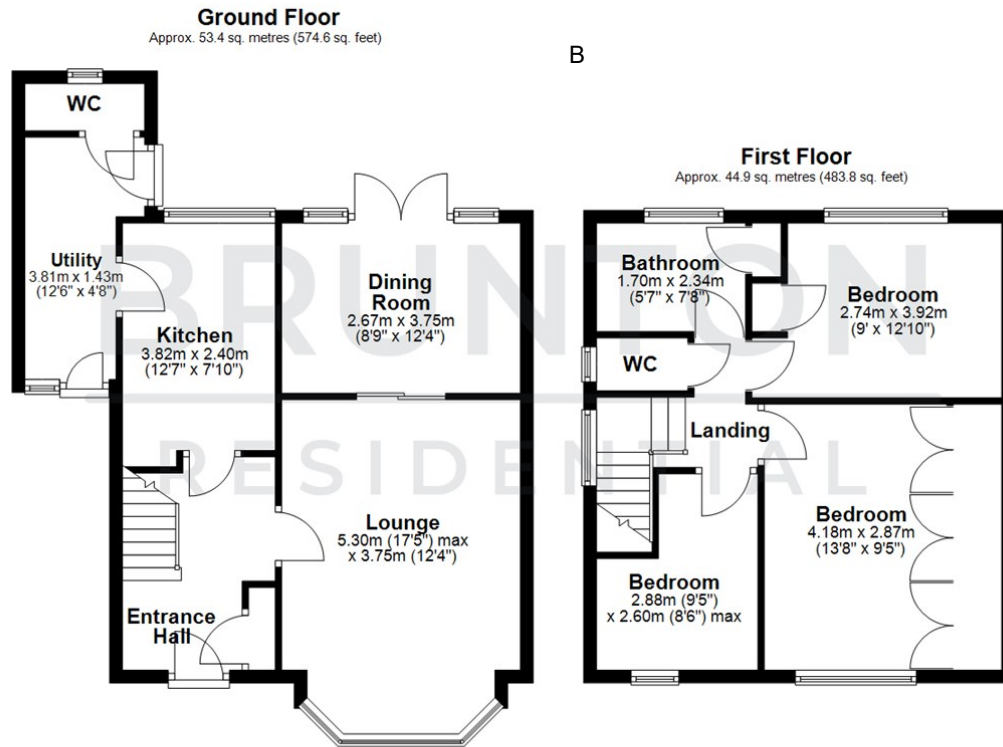 Ground Floor
Approx. 53.4 sq. metres (574.6 sq. feet)
WC
Utility
3.81m x 1.43m
(12'6" x 4'8")
Kitchen
3.82m x 2.40m
(12'7" x 7'10")
Dining
Room
2.67m x 3.75m
(8'9" x 12'4")
Lounge
5.30m (17'5") max
x 3.75m (12'4")
Entrance
Hall
B
First Floor
Approx. 44.9 sq. metres (483.8 sq. feet)
Bathroom
1.70m x 2.34m
(5'7" x 7'8")
Bedroom
2.74m x 3.92m
(9' x 12'10")
WC
Landing
Bedroom
4.18m x 2.87m
(13'8" x 9'5")
Bedroom
2.88m (9'5")
x 2.60m (8'6") max
BRUNTON
RESIDENTIAL